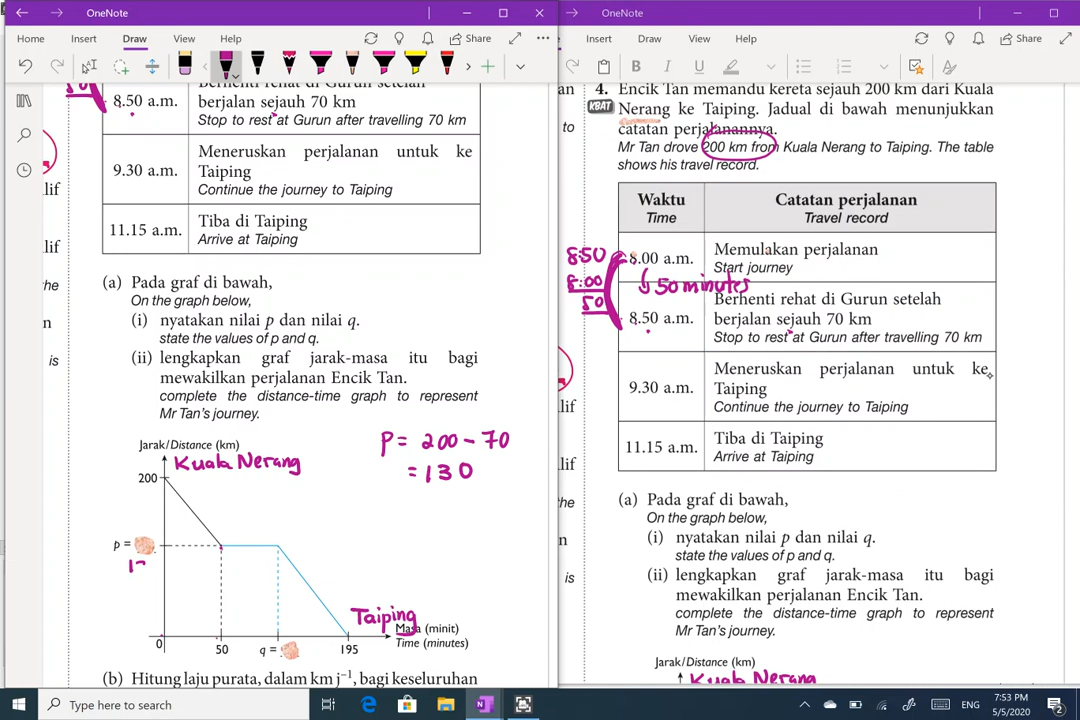 OneNote
Home Insert Draw View Help Share
8.50 a.m.
Berhenti rehat di Gurun setelah
berjalan sejauh 70 km
Stop to rest at Gurun after travelling 70 km
9.30 a.m.
Meneruskan perjalanan untuk ke
Taiping
Continue the journey to Taiping
11.15 a.m.
Tiba di Taiping
Arrive at Taiping
lif
lif
the
n
is
(a) Pada graf di bawah,
On the graph below,
(i) nyatakan nilai p dan nilai q.
state the values of p and q.
(ii) lengkapkan graf jarak-masa itu bagi
mewakilkan perjalanan Encik Tan.
complete the distance-time graph to represent
Mr Tan's journey.
Jarak/Distance (km)
Kuala Nerang
P = 200 - 70
= 130
200
p =
Taiping
Masa (minit)
Time (minutes)
0 50 q = 195
(b) Hitung laju purata, dalam km j⁻¹, bagi keseluruhan
OneNote
Insert Draw View Help Share
B I U
an
to
lif
lif
the
n
is
4. Encik Tan memandu kereta sejauh 200 km dari Kuala
KBAT Nerang ke Taiping. Jadual di bawah menunjukkan
catatan perjalanannya.
Mr Tan drove 200 km from Kuala Nerang to Taiping. The table
shows his travel record.
Waktu Catatan perjalanan
Time Travel record
8:50
8:00
50
8.00 a.m.
Memulakan perjalanan
Start journey
50 minutes
8.50 a.m.
Berhenti rehat di Gurun setelah
berjalan sejauh 70 km
Stop to rest at Gurun after travelling 70 km
9.30 a.m.
Meneruskan perjalanan untuk ke
Taiping
Continue the journey to Taiping
11.15 a.m.
Tiba di Taiping
Arrive at Taiping
(a) Pada graf di bawah,
On the graph below,
(i) nyatakan nilai p dan nilai q.
state the values of p and q.
(ii) lengkapkan graf jarak-masa itu bagi
mewakilkan perjalanan Encik Tan.
complete the distance-time graph to represent
Mr Tan's journey.
Jarak/Distance (km)
Kuala Nerang
Type here to search
ENG
7:53 PM
5/5/2020
2